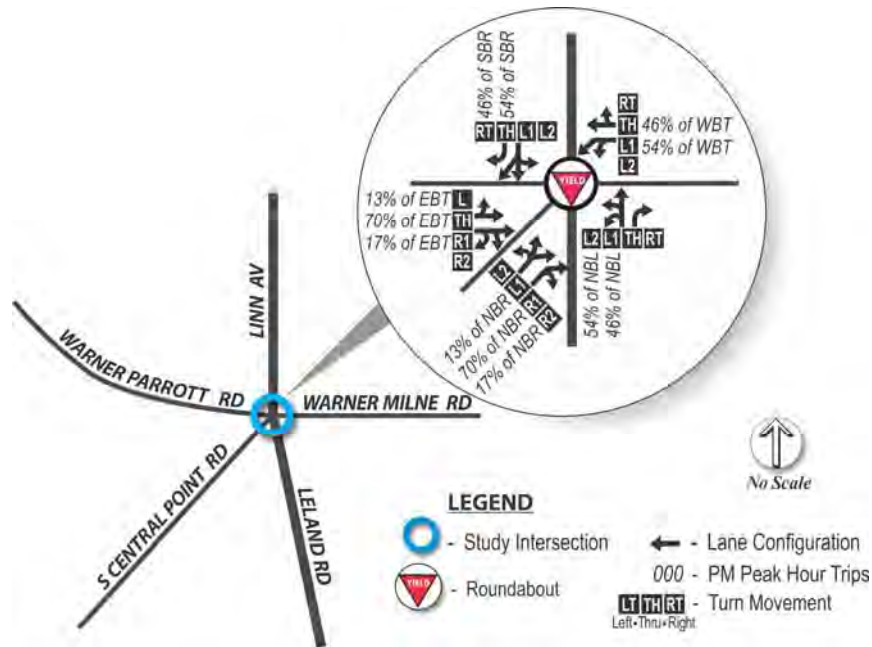 46% of SBR
54% of SBR
RT TH L1 L2
RT
TH 46% of WBT
L1 54% of WBT
L2
YIELD
13% of EBT L
70% of EBT TH
17% of EBT R1
R2
L2 L1 TH RT
54% of NBL
46% of NBL
L2 L1 R1 R2
13% of NBR
70% of NBR
17% of NBR
LINN AV
WARNER PARROTT RD
WARNER MILNE RD
S CENTRAL POINT RD
LELAND RD
No Scale
LEGEND
- Study Intersection
YIELD - Roundabout
- Lane Configuration
000 - PM Peak Hour Trips
LT TH RT - Turn Movement
Left•Thru•Right